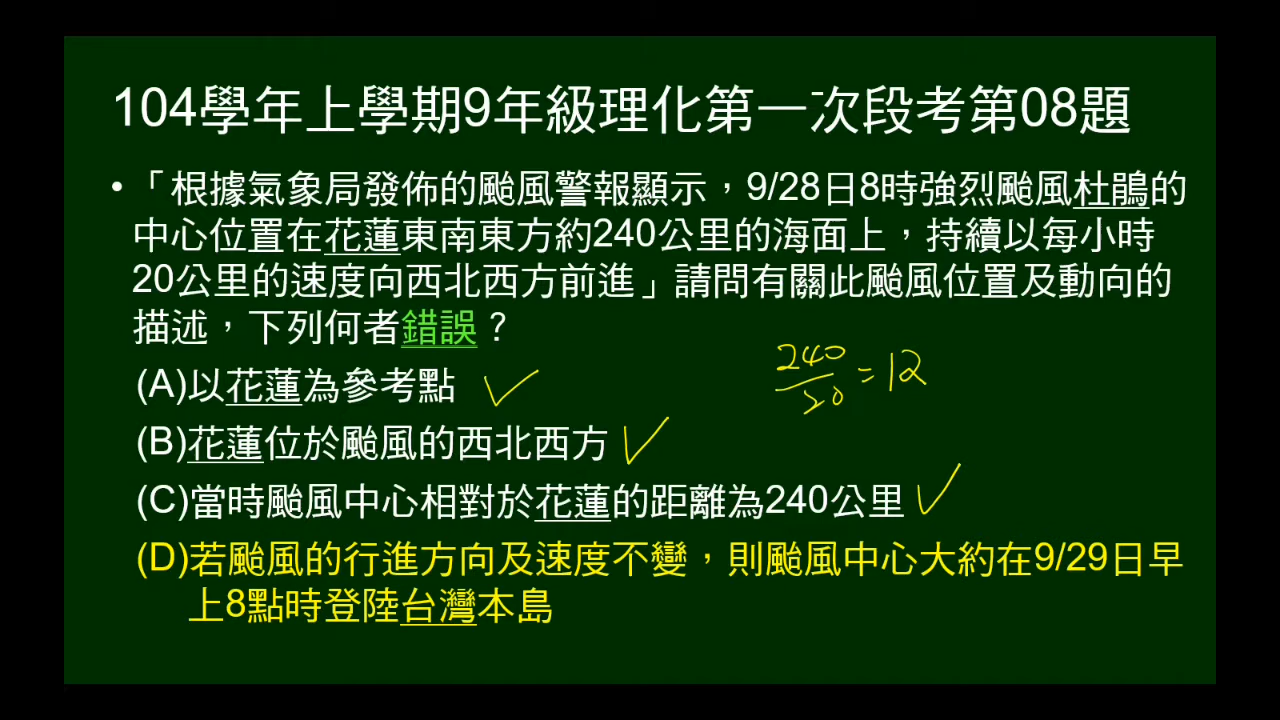 104學年上學期9年級理化第一次段考第08題
• 「根據氣象局發佈的颱風警報顯示，9/28日8時強烈颱風杜鵑的
中心位置在花蓮東南東方約240公里的海面上，持續以每小時
20公里的速度向西北西方前進」請問有關此颱風位置及動向的
描述，下列何者錯誤？
(A)以花蓮為參考點
(B)花蓮位於颱風的西北西方
(C)當時颱風中心相對於花蓮的距離為240公里
(D)若颱風的行進方向及速度不變，則颱風中心大約在9/29日早
上8點時登陸台灣本島
240
20
=12